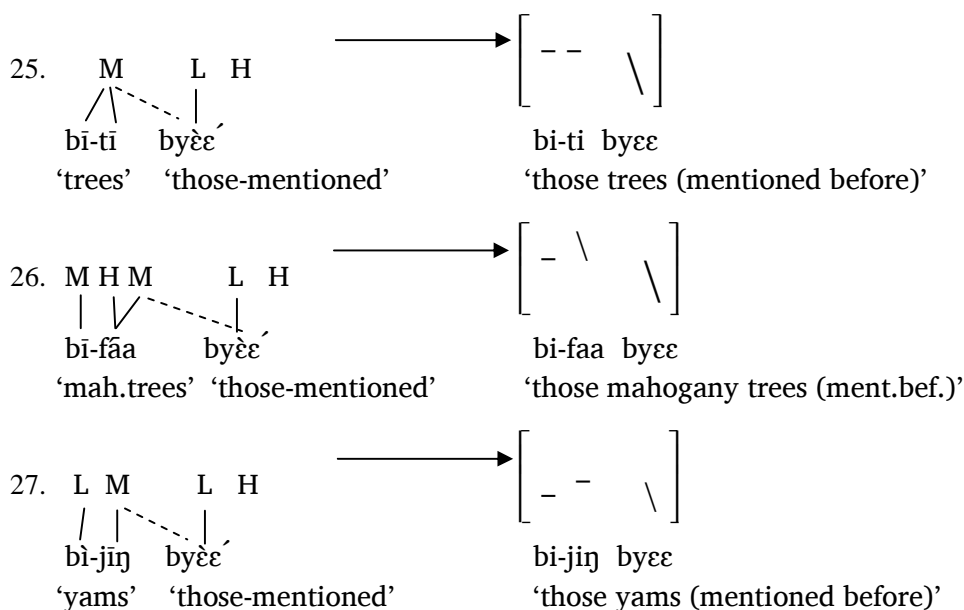 25. M L H
bī-tī byɛ̀ɛ´ bi-ti byɛɛ
‘trees’ ‘those-mentioned’ ‘those trees (mentioned before)’
26. M H M L H
bī-fáa byɛ̀ɛ´ bi-faa byɛɛ
‘mah.trees’ ‘those-mentioned’ ‘those mahogany trees (ment.bef.)’
27. L M L H
bì-jīŋ byɛ̀ɛ´ bi-jiŋ byɛɛ
‘yams’ ‘those-mentioned’ ‘those yams (mentioned before)’